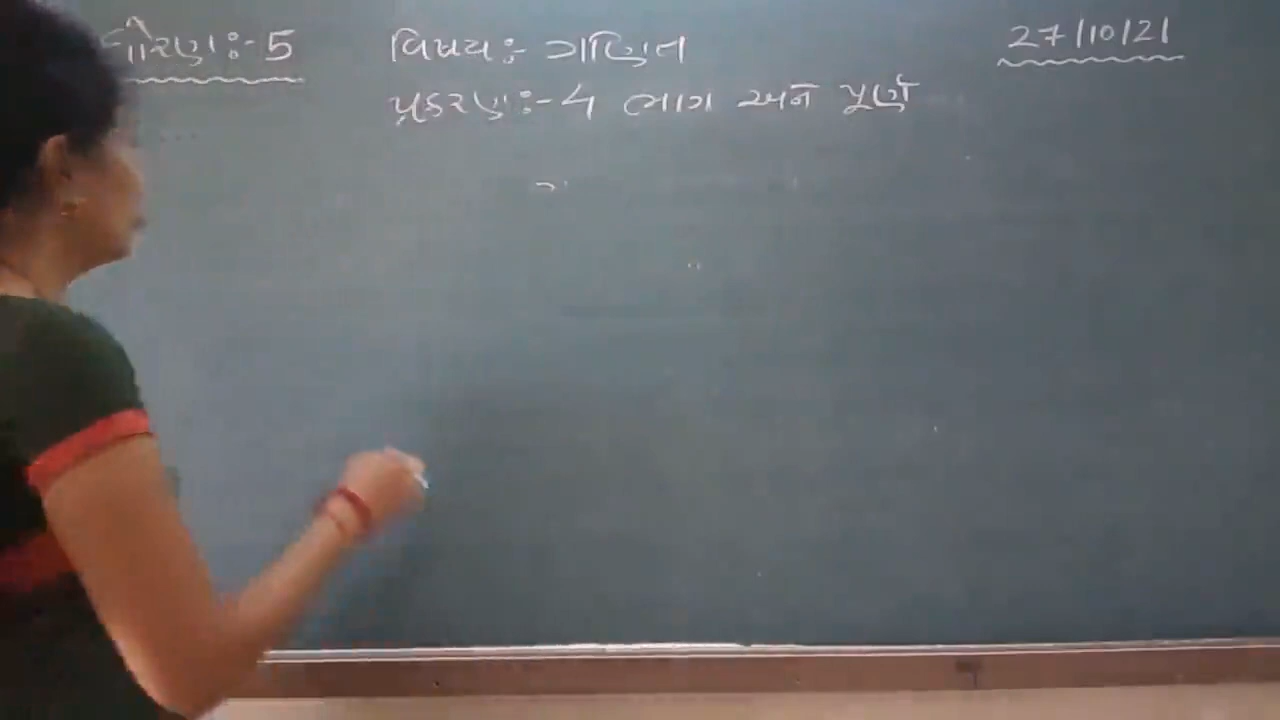 ધોરણ :- 5 વિષય :- ગણિત 27/10/21
પ્રકરણ :- 4 ભાગ અને પૂર્ણ